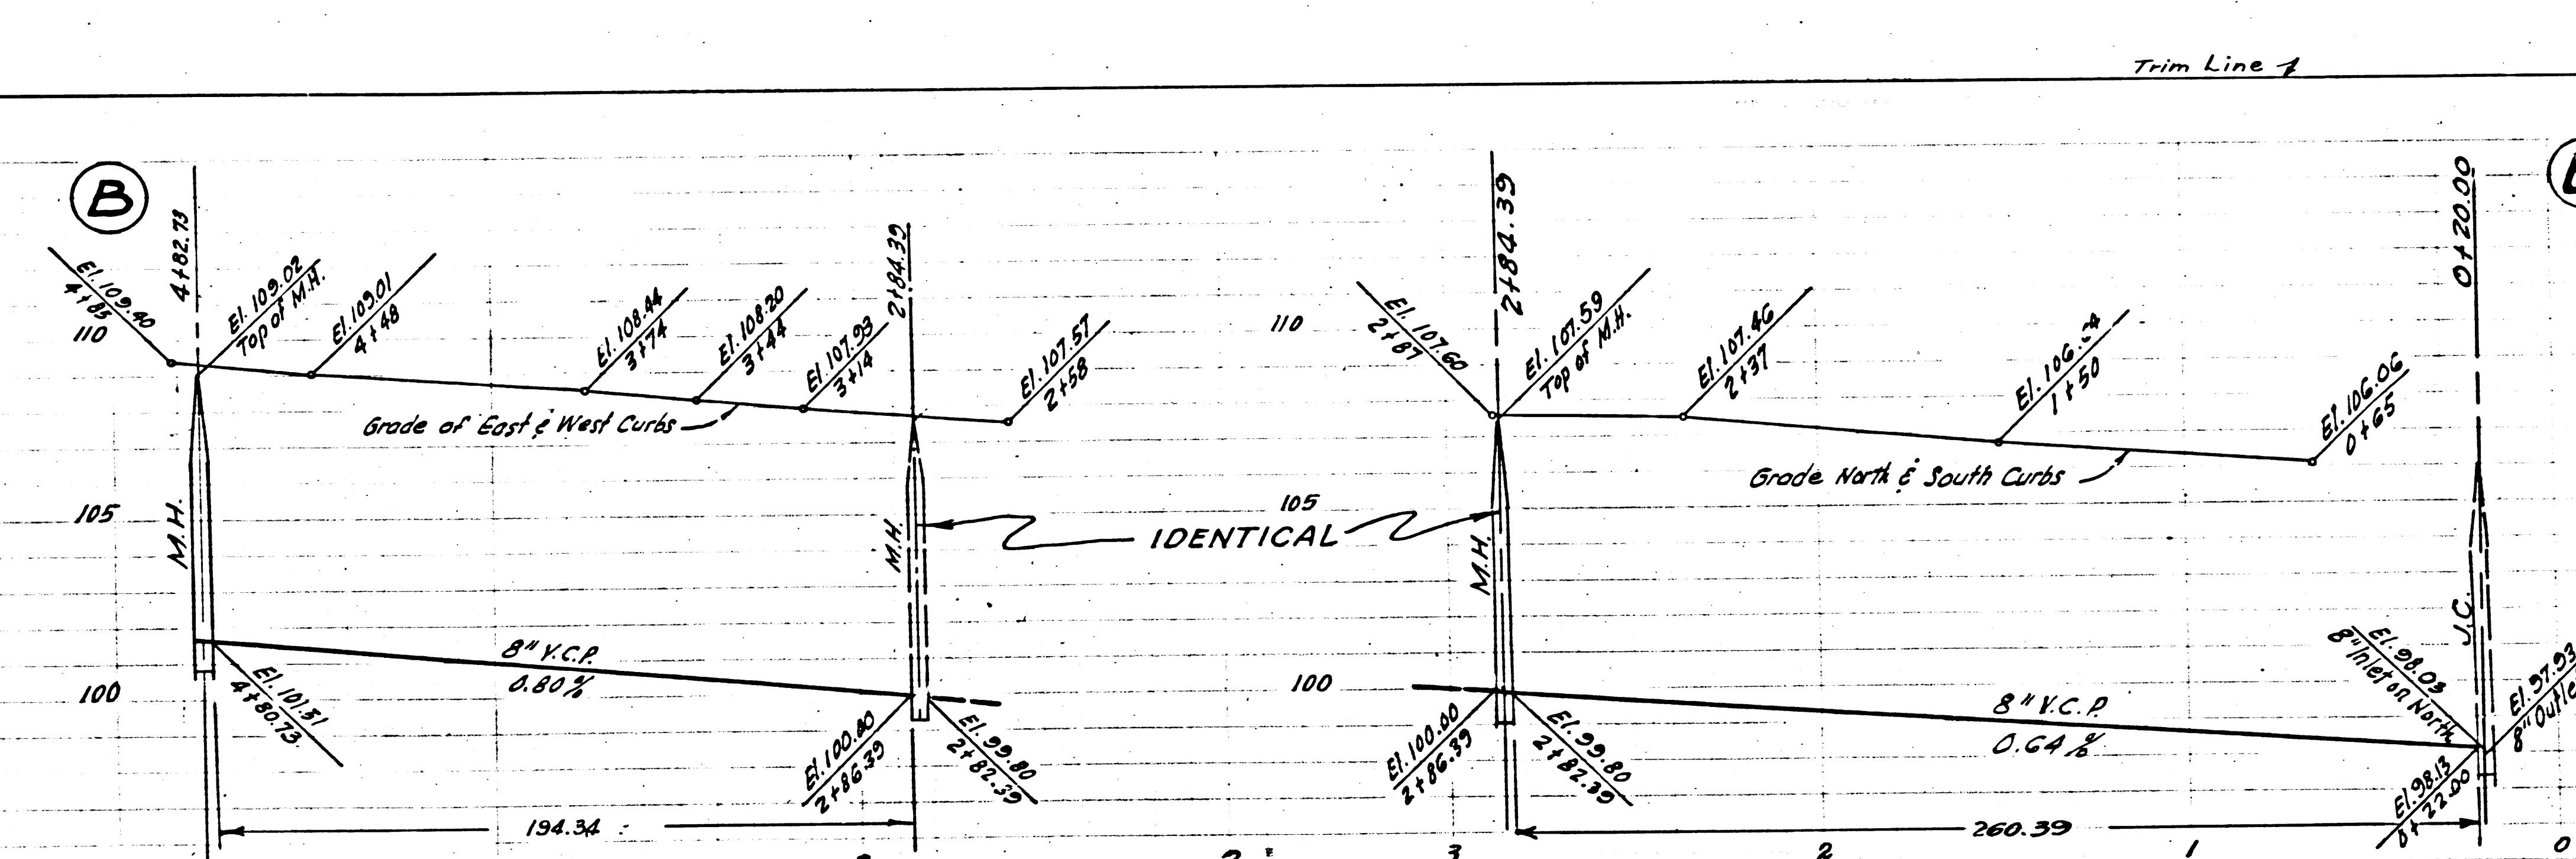 Trim Line
B
4+82.73
El. 109.40
4+85
El. 109.02
Top of M.H.
El. 109.01
4+48
El. 108.44
3+74
El. 108.20
3+44
El. 107.93
3+14
2+84.39
El. 107.57
2+58
110
Grade of East & West Curbs
110
El. 107.60
2+87
2+84.39
El. 107.59
Top of M.H.
El. 107.46
2+37
1+50
El. 106.06
0+65
0+20.00
Grade North & South Curbs
105
105
IDENTICAL
M.H.
M.H.
M.H.
J.C.
8" V.C.P.
0.80%
100
100
El. 101.51
4+80.73
2+86.39
El. 99.80
2+82.39
El. 100.00
2+86.39
El. 99.80
2+82.39
8" V.C.P.
0.64%
El. 98.03
8" Inlet on North
El. 97.93
El. 98.13
0+22.00
194.34
260.39
3
2
1
0